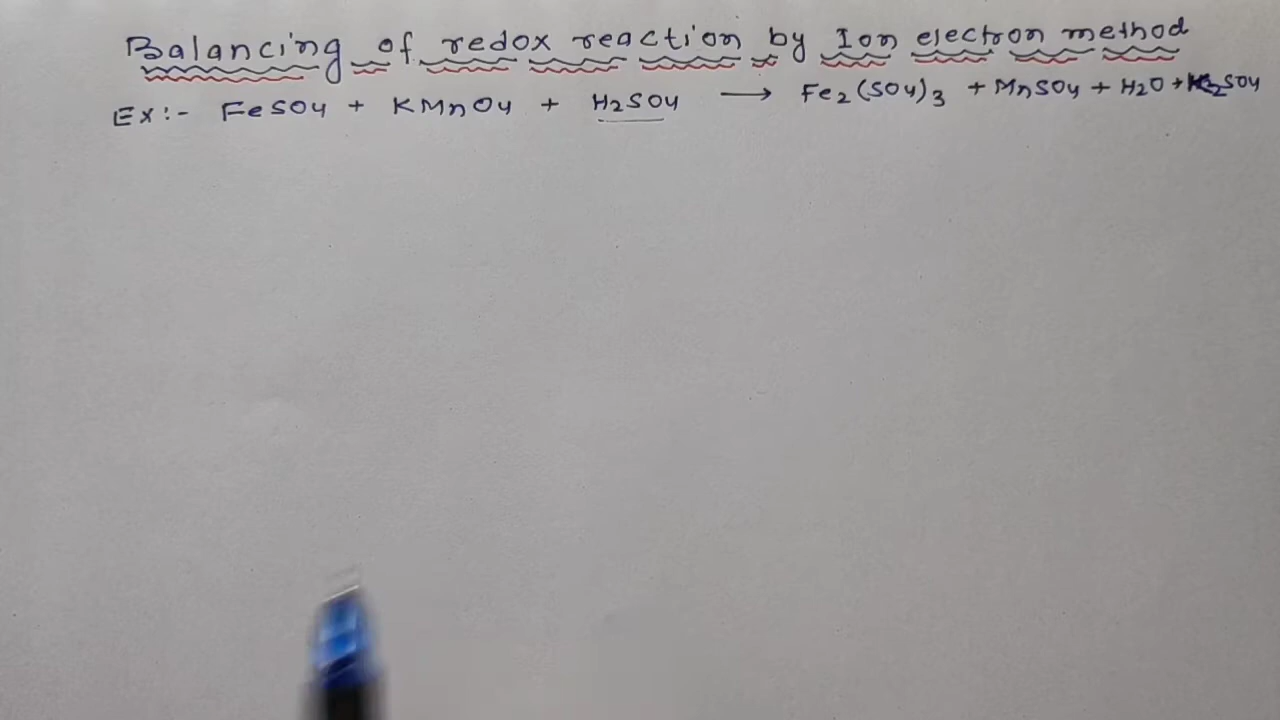 Balancing of redox reaction by Ion electron method
Ex:- FeSO4 + KMnO4 + H2SO4 → Fe2(SO4)3 + MnSO4 + H2O + K2SO4